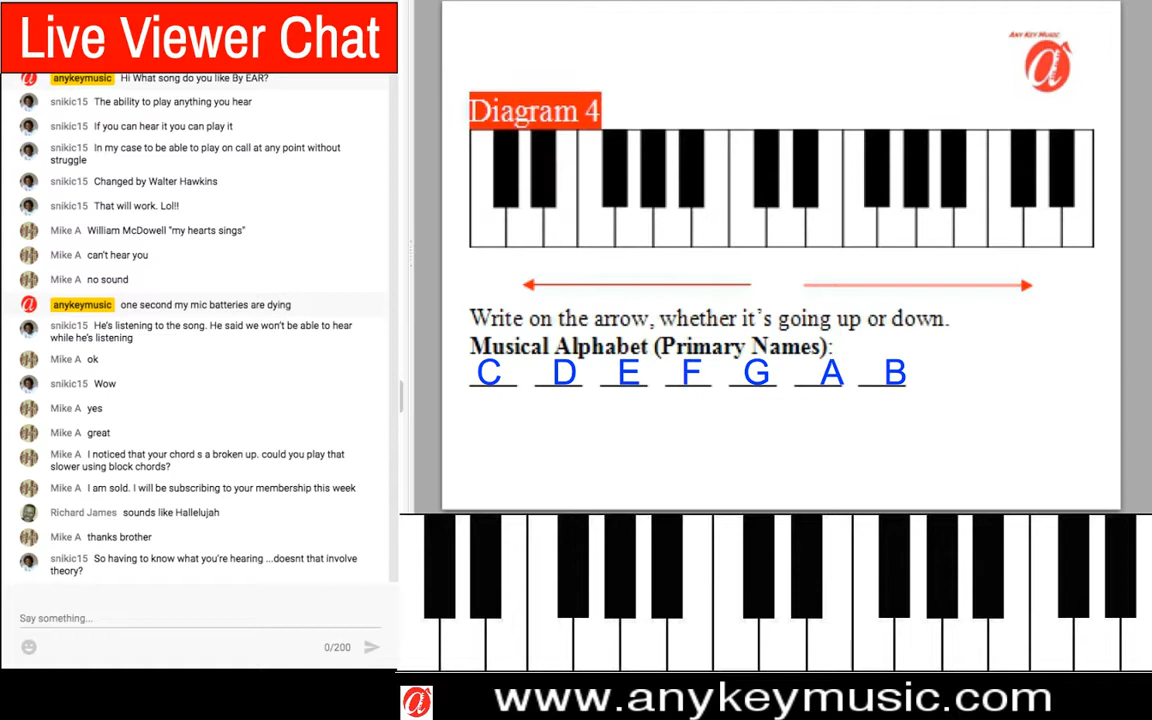 Live Viewer Chat
anykeymusic Hi What song do you like By EAR?
snikic15 The ability to play anything you hear
snikic15 If you can hear it you can play it
snikic15 In my case to be able to play on call at any point without
struggle
snikic15 Changed by Walter Hawkins
snikic15 That will work. Lol!!
Mike A William McDowell "my hearts sings"
Mike A can't hear you
Mike A no sound
anykeymusic one second my mic batteries are dying
snikic15 He's listening to the song. He said we won't be able to hear
while he's listening
Mike A ok
snikic15 Wow
Mike A yes
Mike A great
Mike A I noticed that your chord s a broken up. could you play that
slower using block chords?
Mike A I am sold. I will be subscribing to your membership this week
Richard James sounds like Hallelujah
Mike A thanks brother
snikic15 So having to know what you're hearing ...doesnt that involve
theory?
Say something...
0/200
ANY KEY MUSIC
a
Diagram 4
Write on the arrow, whether it's going up or down.
Musical Alphabet (Primary Names):
C D E F G A B
www.anykeymusic.com